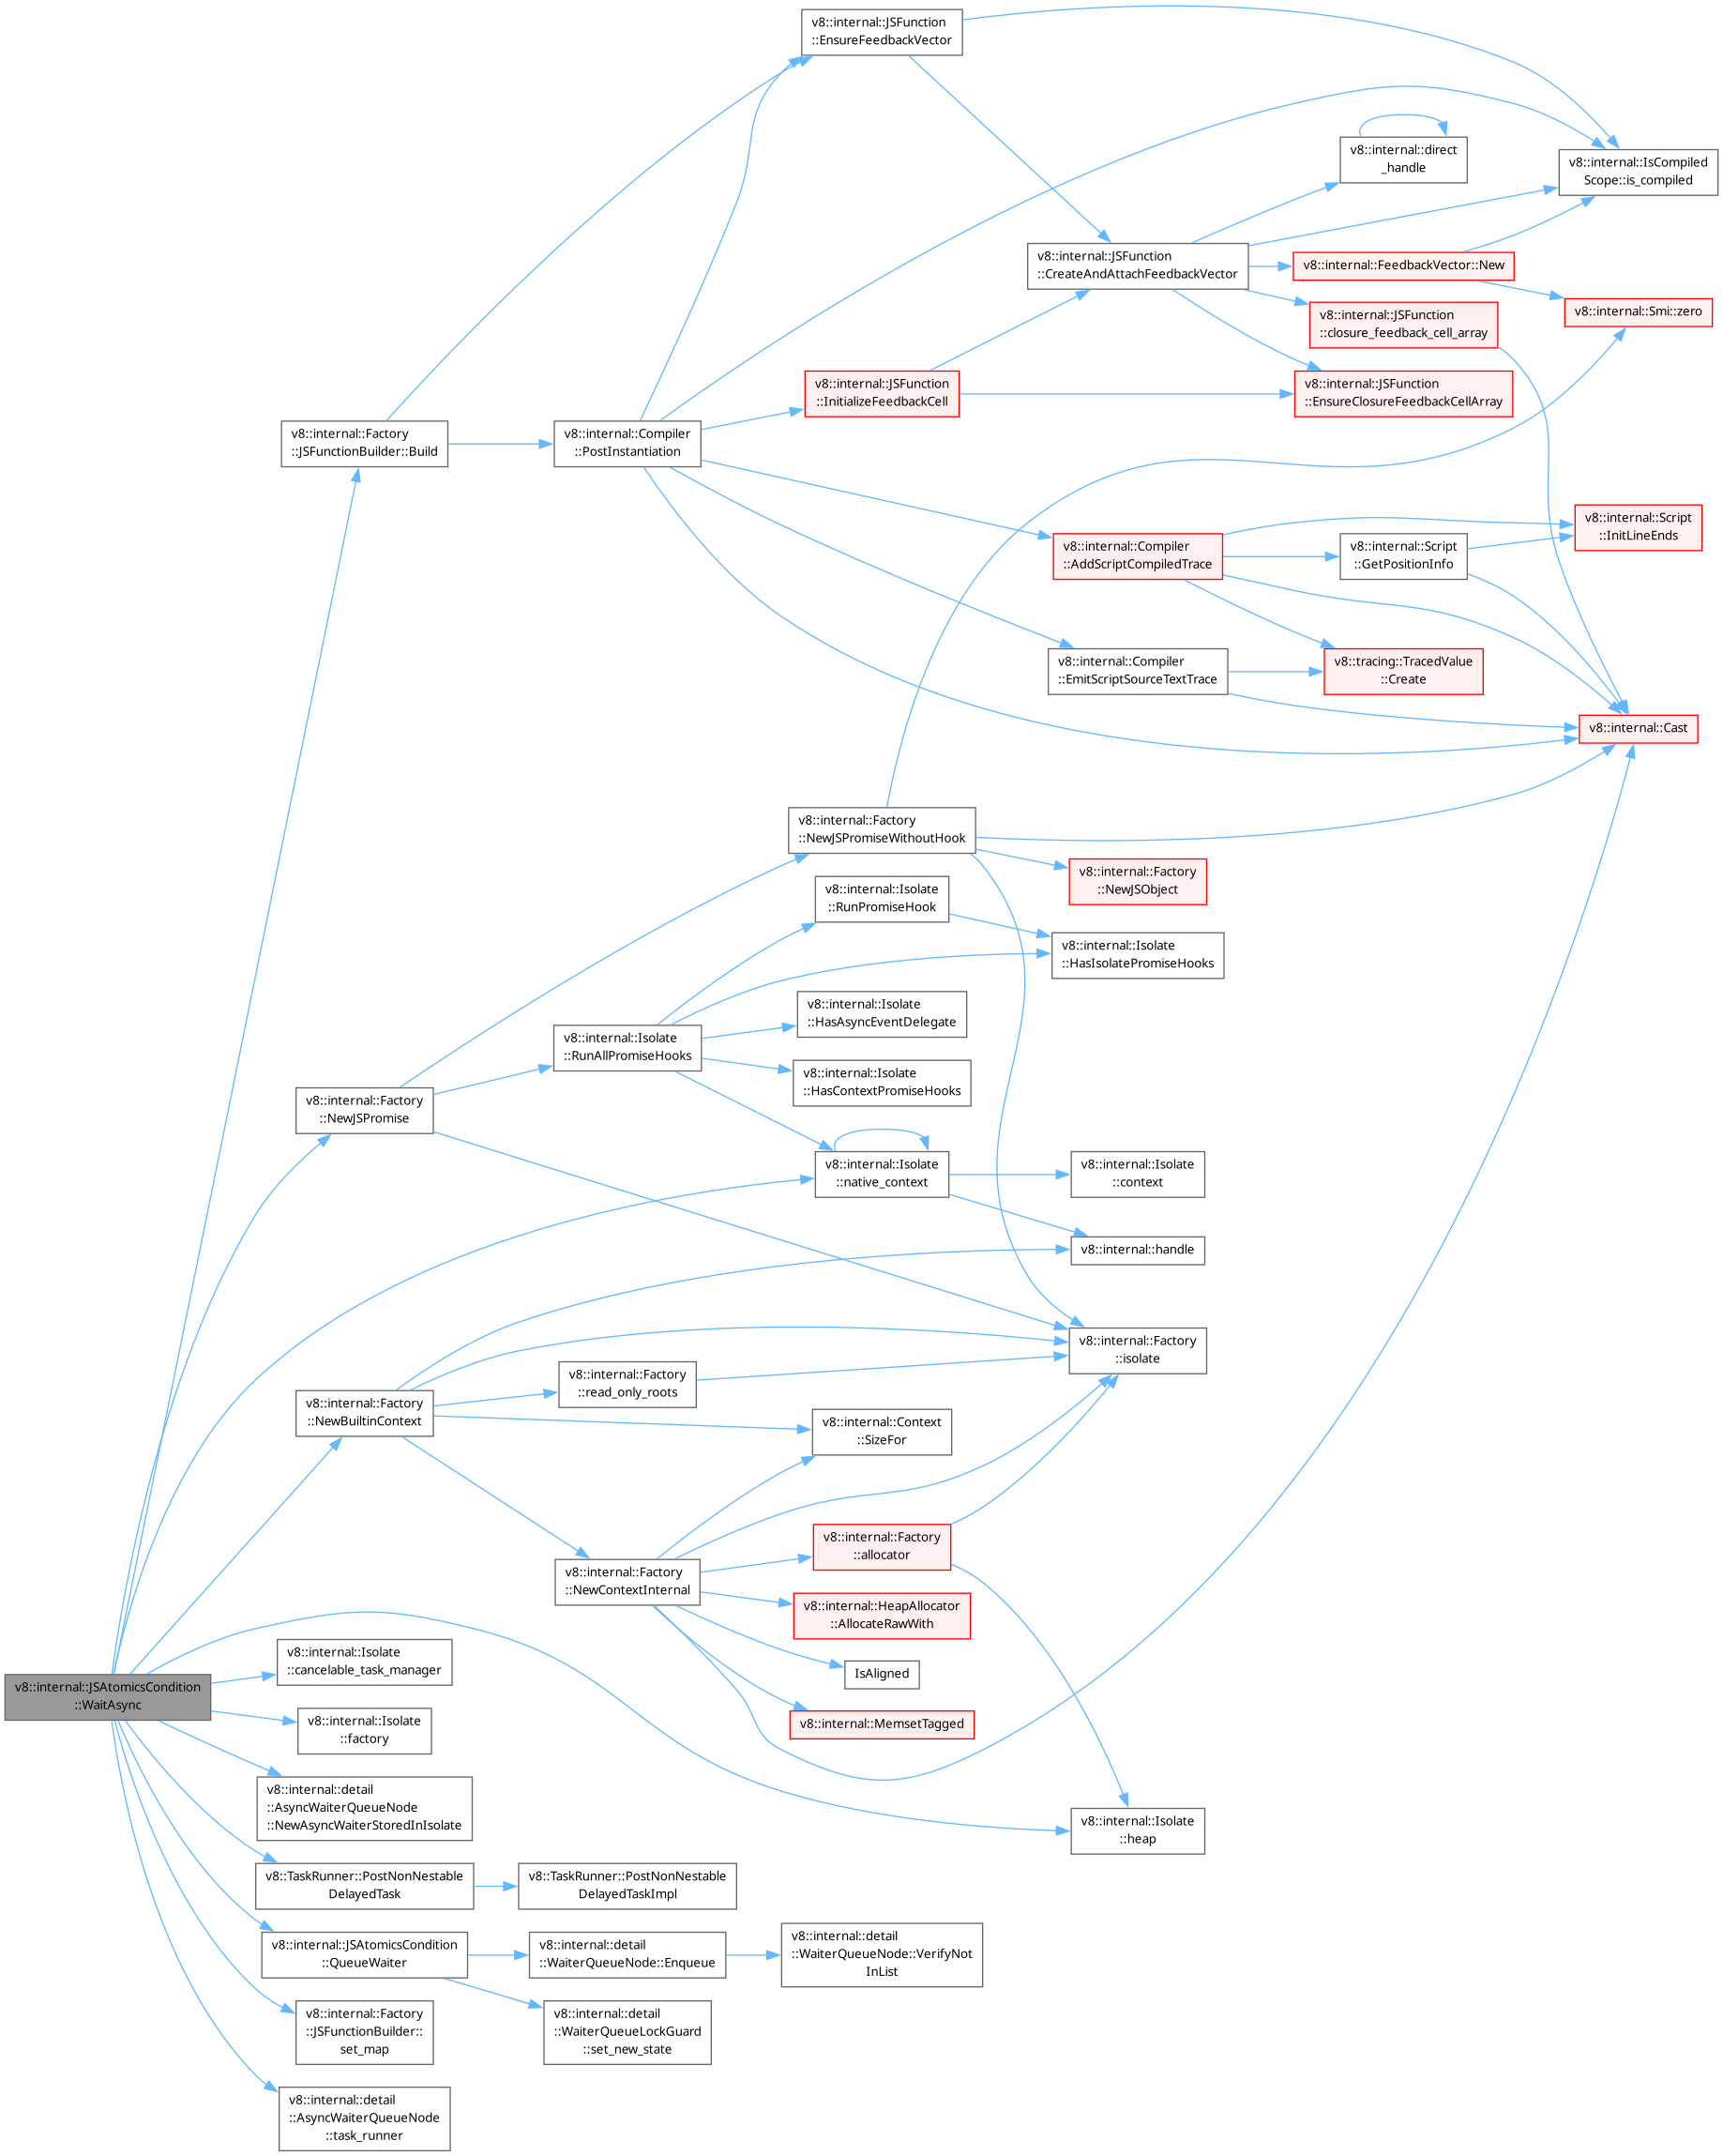 v8::internal::JSFunction
::EnsureFeedbackVector
v8::internal::direct
_handle
v8::internal::IsCompiled
Scope::is_compiled
v8::internal::JSFunction
::CreateAndAttachFeedbackVector
v8::internal::FeedbackVector::New
v8::internal::Smi::zero
v8::internal::JSFunction
::closure_feedback_cell_array
v8::internal::JSFunction
::InitializeFeedbackCell
v8::internal::JSFunction
::EnsureClosureFeedbackCellArray
v8::internal::Factory
::JSFunctionBuilder::Build
v8::internal::Compiler
::PostInstantiation
v8::internal::Script
::InitLineEnds
v8::internal::Compiler
::AddScriptCompiledTrace
v8::internal::Script
::GetPositionInfo
v8::internal::Compiler
::EmitScriptSourceTextTrace
v8::tracing::TracedValue
::Create
v8::internal::Cast
v8::internal::Factory
::NewJSPromiseWithoutHook
v8::internal::Factory
::NewJSObject
v8::internal::Isolate
::RunPromiseHook
v8::internal::Isolate
::HasIsolatePromiseHooks
v8::internal::Isolate
::HasAsyncEventDelegate
v8::internal::Isolate
::RunAllPromiseHooks
v8::internal::Isolate
::HasContextPromiseHooks
v8::internal::Factory
::NewJSPromise
v8::internal::Isolate
::native_context
v8::internal::Isolate
::context
v8::internal::handle
v8::internal::Factory
::isolate
v8::internal::Factory
::read_only_roots
v8::internal::Factory
::NewBuiltinContext
v8::internal::Context
::SizeFor
v8::internal::Factory
::allocator
v8::internal::Factory
::NewContextInternal
v8::internal::HeapAllocator
::AllocateRawWith
v8::internal::Isolate
::cancelable_task_manager
IsAligned
v8::internal::JSAtomicsCondition
::WaitAsync
v8::internal::Isolate
::factory
v8::internal::MemsetTagged
v8::internal::detail
::AsyncWaiterQueueNode
::NewAsyncWaiterStoredInIsolate
v8::internal::Isolate
::heap
v8::TaskRunner::PostNonNestable
DelayedTask
v8::TaskRunner::PostNonNestable
DelayedTaskImpl
v8::internal::JSAtomicsCondition
::QueueWaiter
v8::internal::detail
::WaiterQueueNode::Enqueue
v8::internal::detail
::WaiterQueueNode::VerifyNot
InList
v8::internal::Factory
::JSFunctionBuilder::
set_map
v8::internal::detail
::WaiterQueueLockGuard
::set_new_state
v8::internal::detail
::AsyncWaiterQueueNode
::task_runner